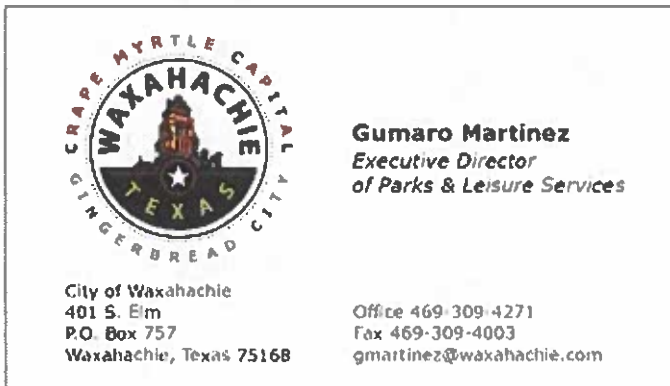 CRAPE MYRTLE CAPITAL
WAXAHACHIE
TEXAS
GINGERBREAD CITY
Gumaro Martinez
Executive Director
of Parks & Leisure Services
City of Waxahachie
401 S. Elm
P.O. Box 757
Waxahachie, Texas 75168
Office 469-309-4271
Fax 469-309-4003
gmartinez@waxahachie.com